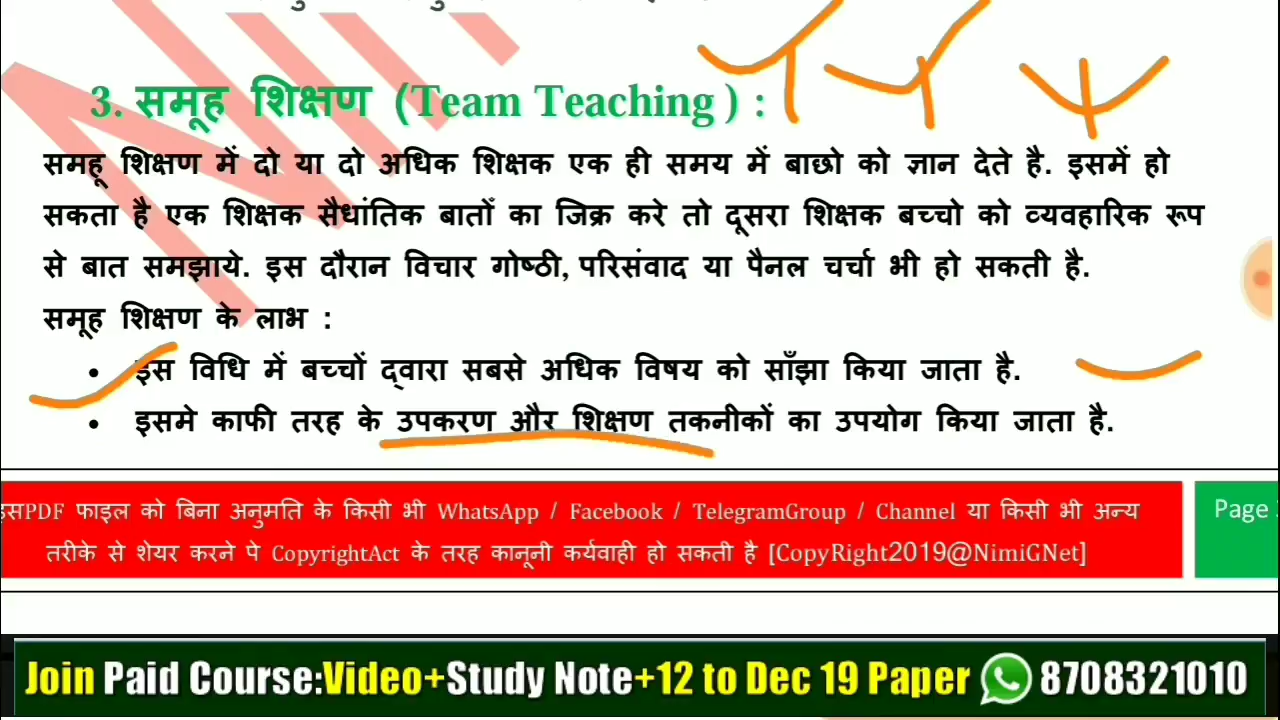 3. समूह शिक्षण (Team Teaching ) :
समहू शिक्षण में दो या दो अधिक शिक्षक एक ही समय में बाछो को ज्ञान देते है. इसमें हो
सकता है एक शिक्षक सैधांतिक बातों का जिक्र करे तो दूसरा शिक्षक बच्चो को व्यवहारिक रूप
से बात समझाये. इस दौरान विचार गोष्ठी, परिसंवाद या पैनल चर्चा भी हो सकती है.
समूह शिक्षण के लाभ :
• इस विधि में बच्चों द्वारा सबसे अधिक विषय को साँझा किया जाता है.
• इसमे काफी तरह के उपकरण और शिक्षण तकनीकों का उपयोग किया जाता है.
इसPDF फाइल को बिना अनुमति के किसी भी WhatsApp / Facebook / TelegramGroup / Channel या किसी भी अन्य
तरीके से शेयर करने पे CopyrightAct के तरह कानूनी कर्यवाही हो सकती है [CopyRight2019@NimiGNet]
Page
Join Paid Course:Video+Study Note+12 to Dec 19 Paper 8708321010